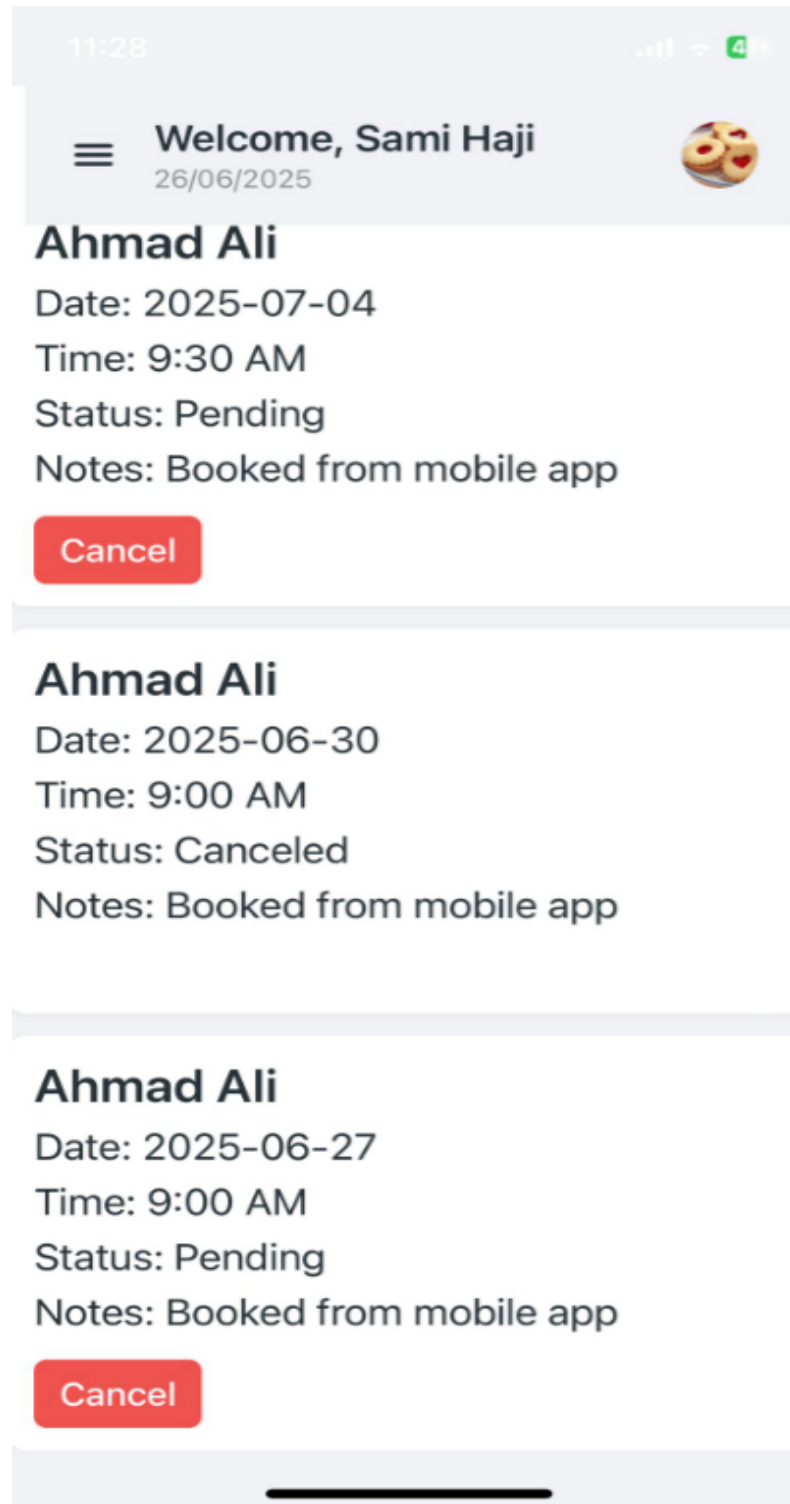 11:28
4
Welcome, Sami Haji
26/06/2025
Ahmad Ali
Date: 2025-07-04
Time: 9:30 AM
Status: Pending
Notes: Booked from mobile app
Cancel
Ahmad Ali
Date: 2025-06-30
Time: 9:00 AM
Status: Canceled
Notes: Booked from mobile app
Ahmad Ali
Date: 2025-06-27
Time: 9:00 AM
Status: Pending
Notes: Booked from mobile app
Cancel